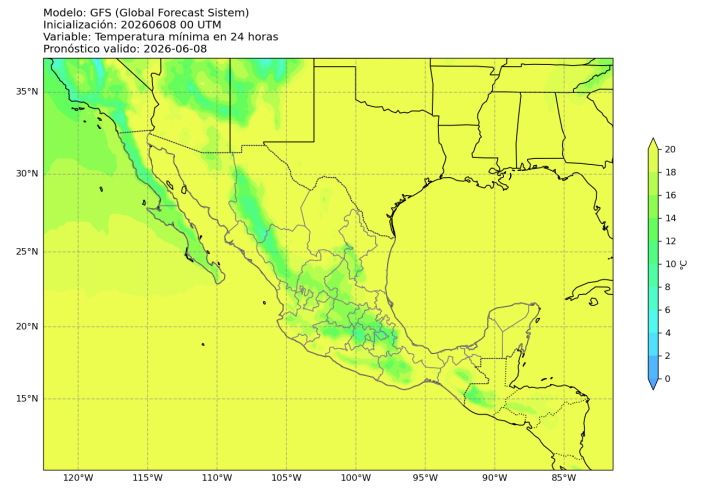 Modelo: GFS (Global Forecast Sistem)
Inicialización: 20260608 00 UTM
Variable: Temperatura mínima en 24 horas
Pronóstico valido: 2026-06-08
35°N
30°N
25°N
20°N
15°N
120°W 115°W 110°W 105°W 100°W 95°W 90°W 85°W
20
18
16
14
12
10
8
6
4
2
0
°C